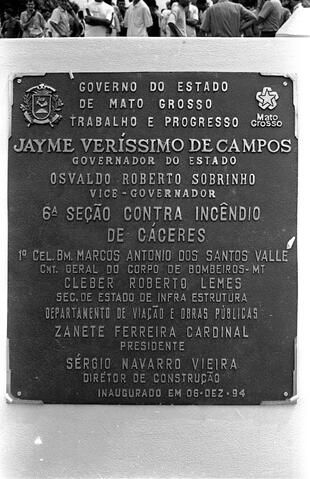 GOVERNO DO ESTADO
DE MATO GROSSO
TRABALHO E PROGRESSO
Mato
Grosso
JAYME VERÍSSIMO DE CAMPOS
GOVERNADOR DO ESTADO
OSVALDO ROBERTO SOBRINHO
VICE-GOVERNADOR
6ª SEÇÃO CONTRA INCÊNDIO
DE CÁCERES
1º CEL. BM. MARCOS ANTONIO DOS SANTOS VALLE
CNT. GERAL DO CORPO DE BOMBEIROS-MT
CLEBER ROBERTO LEMES
SEC. DE ESTADO DE INFRA ESTRUTURA
DEPARTAMENTO DE VIAÇÃO E OBRAS PÚBLICAS
ZANETE FERREIRA CARDINAL
PRESIDENTE
SÉRGIO NAVARRO VIEIRA
DIRETOR DE CONSTRUÇÃO
INAUGURADO EM 06-DEZ-94